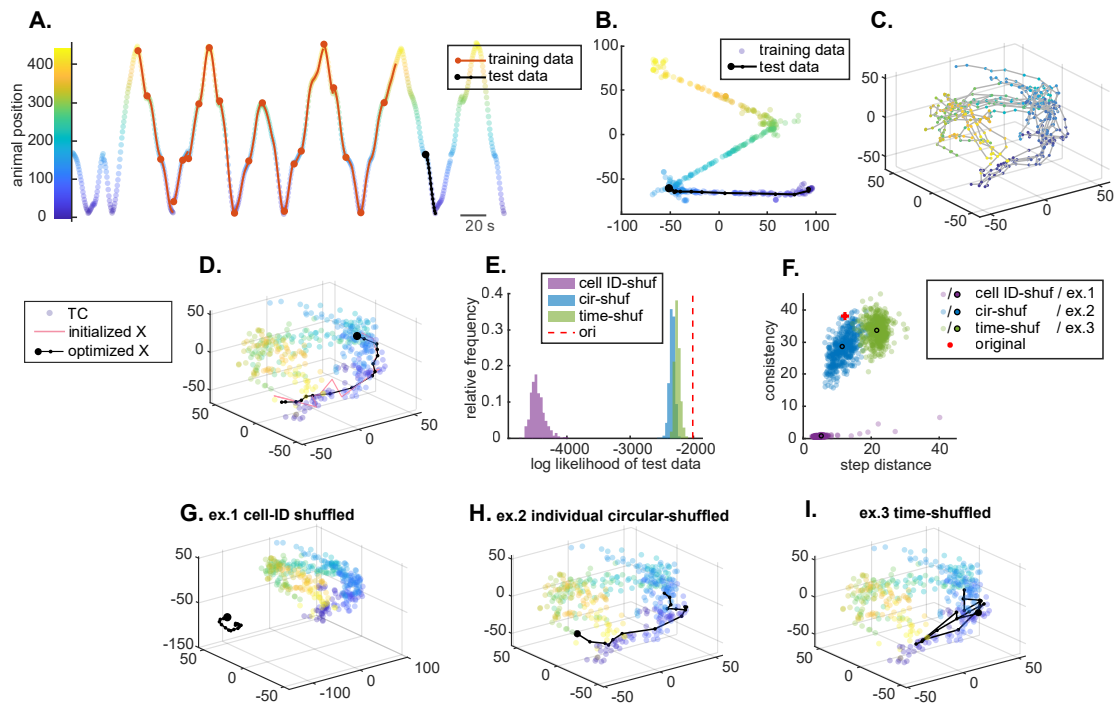 A.
animal position
400
300
200
100
0
training data
test data
20 s
B.
100
50
0
-50
-100
-50
0
50
100
training data
test data
C.
50
0
-50
50
0
-50
-50
0
50
D.
TC
initialized X
optimized X
50
0
-50
50
0
-50
-50
0
50
E.
cell ID-shuf
cir-shuf
time-shuf
ori
relative frequency
0.4
0.2
0
-4000
-3000
-2000
log likelihood of test data
F.
/ cell ID-shuf / ex.1
/ cir-shuf / ex.2
/ time-shuf / ex.3
original
consistency
45
40
30
20
10
0
0
20
40
step distance
G. ex.1 cell-ID shuffled
50
0
-50
-150
50
0
-50
-100
0
100
H. ex.2 individual circular-shuffled
50
0
-50
50
0
-50
-50
0
50
I. ex.3 time-shuffled
50
0
-50
50
0
-50
-50
0
50